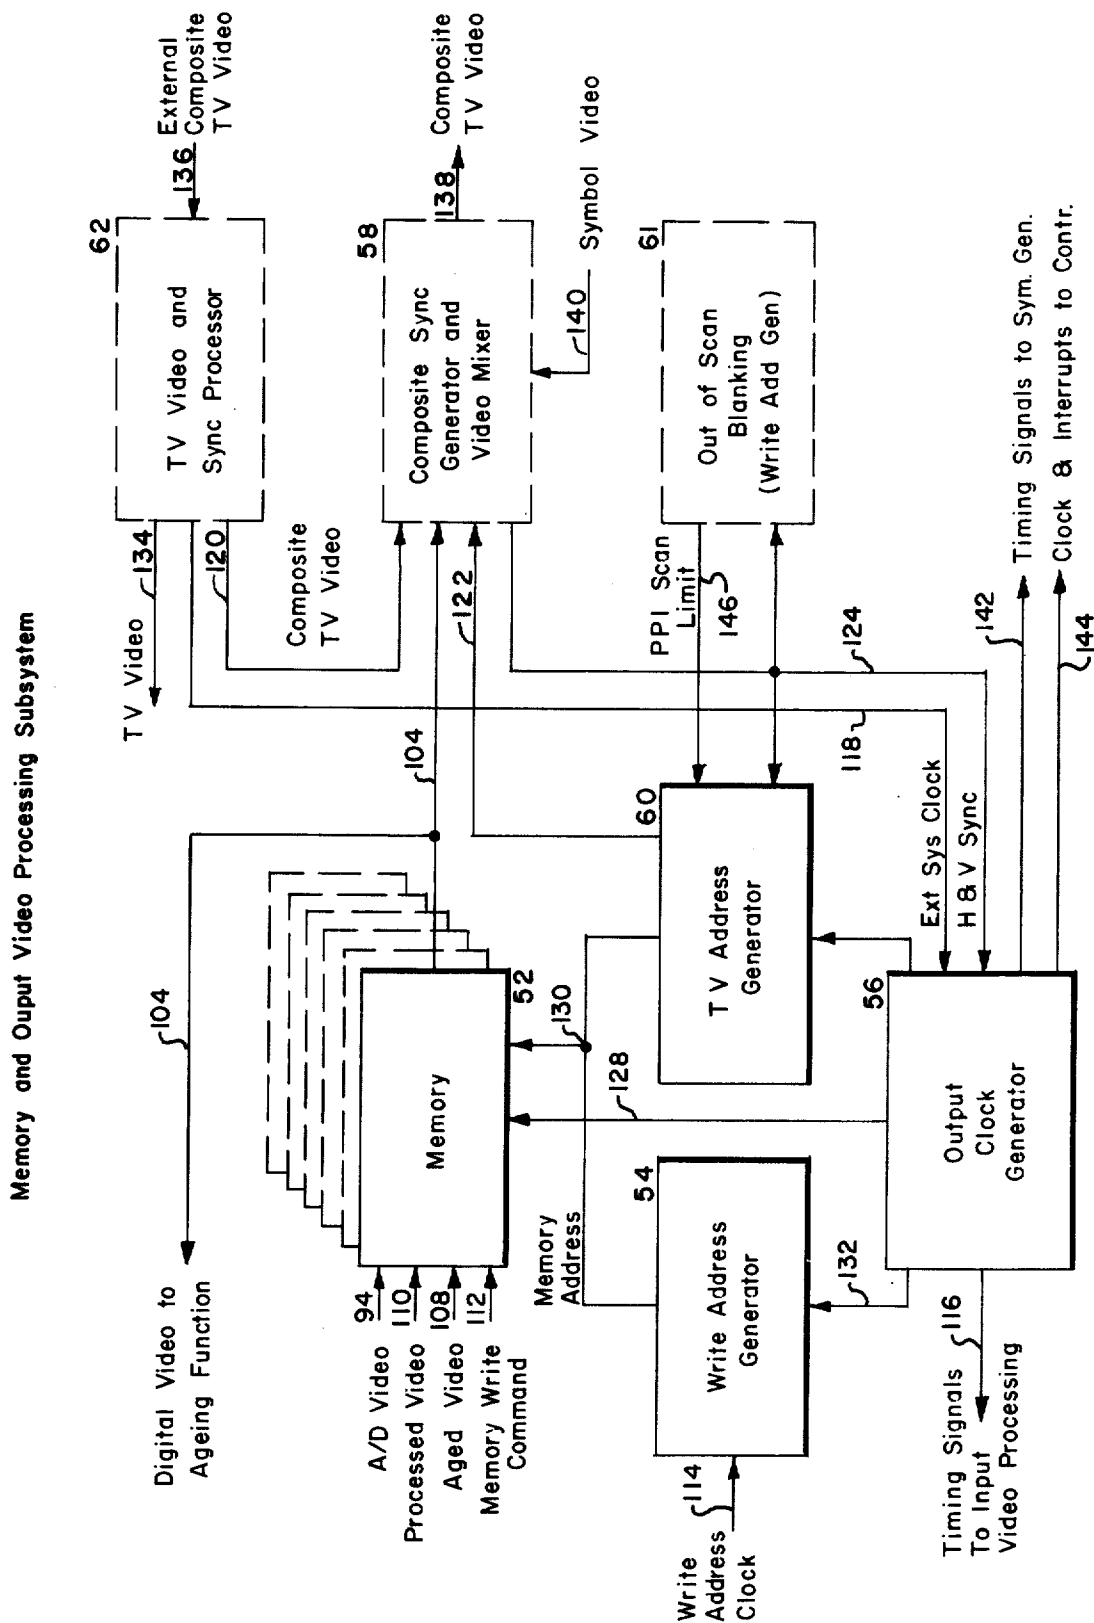 Memory and Ouput Video Processing Subsystem
Digital Video to
Ageing Function
104
104
TV Video
134
120
Composite
TV Video
62
TV Video and
Sync Processor
136
External
Composite
TV Video
A/D Video
94
Processed Video
110
Aged Video
108
Memory Write
Command
112
Memory
52
122
58
Composite Sync
Generator and
Video Mixer
138
Composite
TV Video
140
Symbol Video
Memory
Address
130
128
Write
Address
Clock
114
54
Write Address
Generator
60
TV Address
Generator
PPI Scan
Limit
146
61
Out of Scan
Blanking
(Write Add Gen)
132
118
124
Ext Sys Clock
H & V Sync
56
Output
Clock
Generator
Timing Signals
To Input
Video Processing
116
142
Timing Signals to Sym. Gen.
144
Clock & Interrupts to Contr.